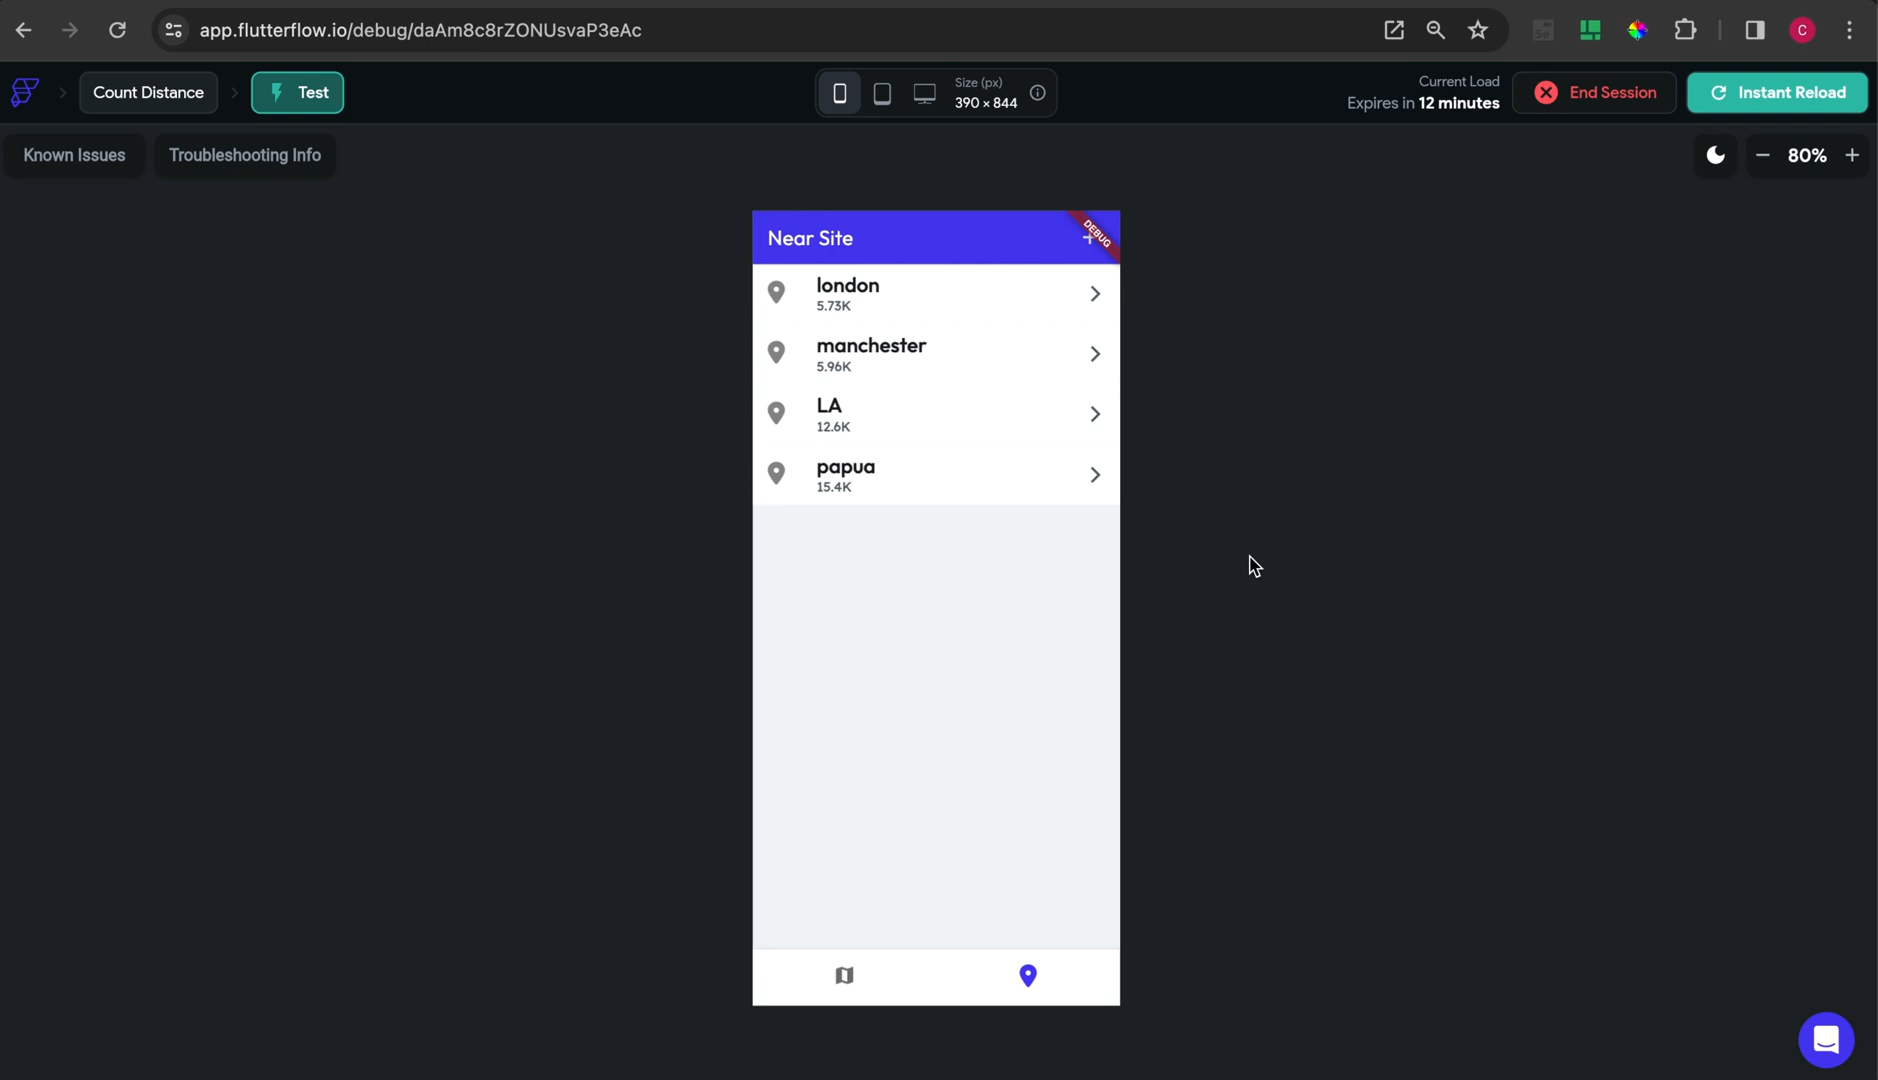 app.flutterflow.io/debug/daAm8c8rZONUsvaP3eAc
C
Count Distance
Test
Size (px)
390 × 844
Current Load
Expires in 12 minutes
End Session
Instant Reload
Known Issues
Troubleshooting Info
80%
Near Site
DEBUG
london
5.73K
manchester
5.96K
LA
12.6K
papua
15.4K